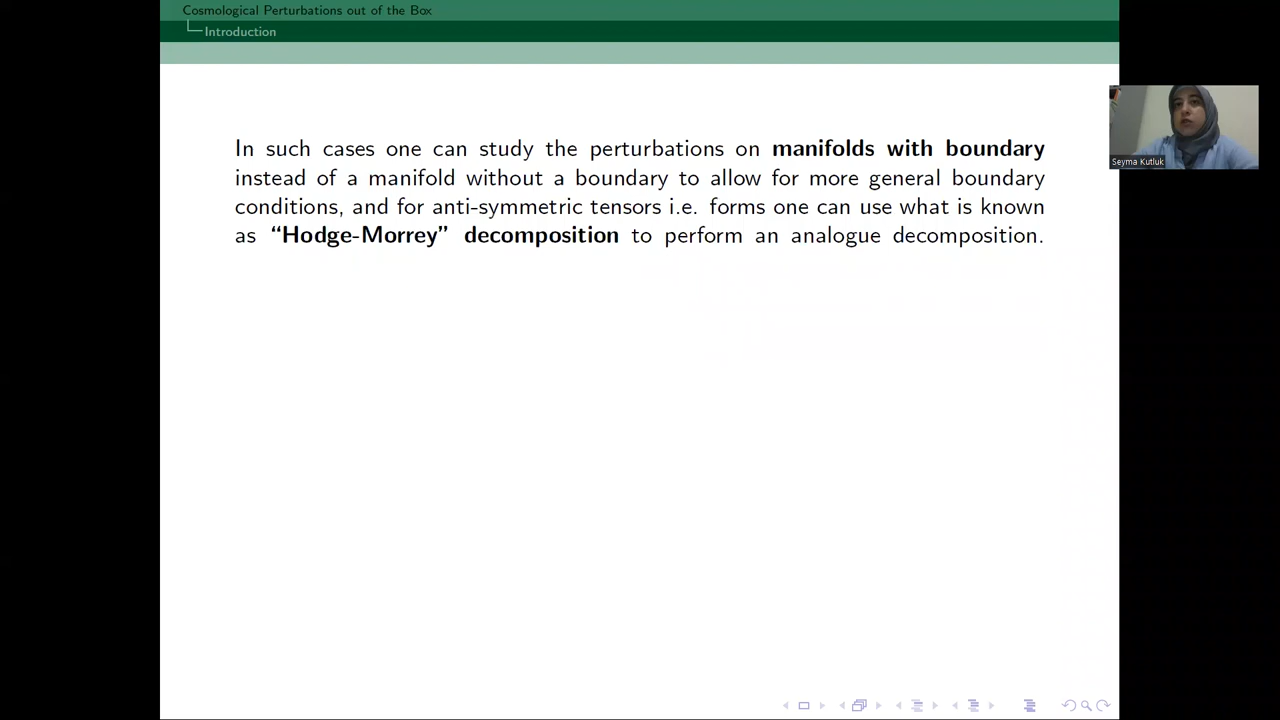 Cosmological Perturbations out of the Box
Introduction
In such cases one can study the perturbations on manifolds with boundary
instead of a manifold without a boundary to allow for more general boundary
conditions, and for anti-symmetric tensors i.e. forms one can use what is known
as “Hodge-Morrey” decomposition to perform an analogue decomposition.
Seyma Kutluk